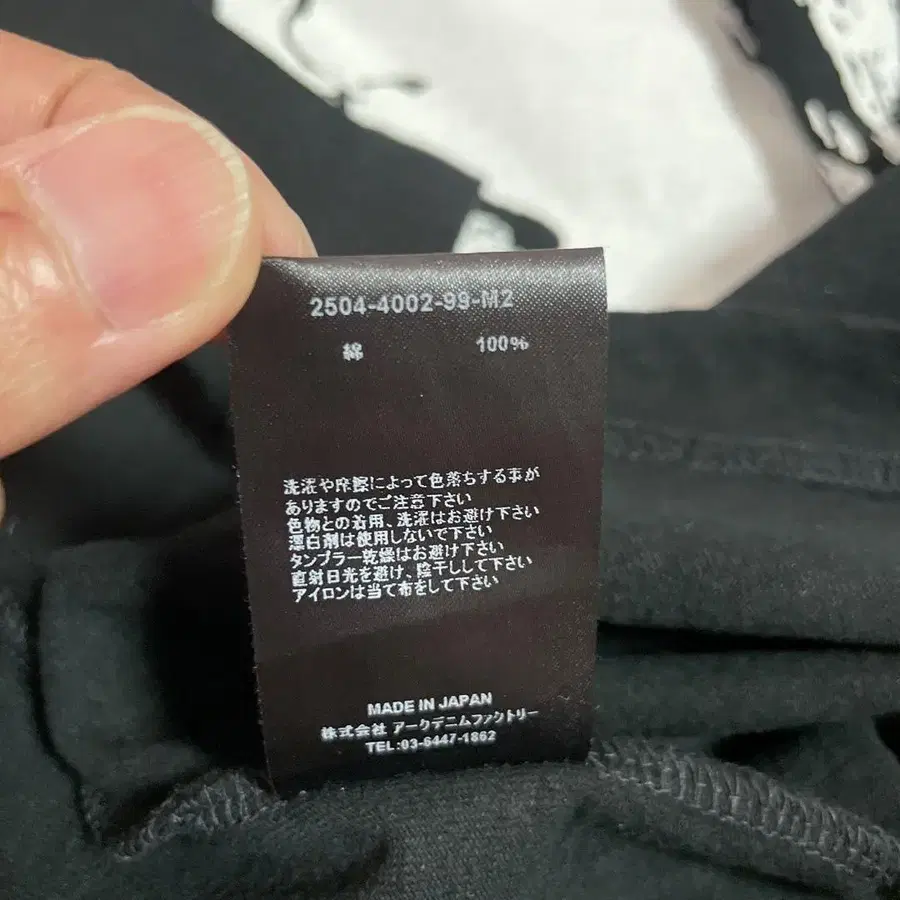 2504-4002-99-M2
綿 100%
洗濯や摩擦によって色落ちする事が
ありますのでご注意下さい
色物との着用、洗濯はお避け下さい
漂白剤は使用しないで下さい
タンブラー乾燥はお避け下さい
直射日光を避け、陰干しして下さい
アイロンは当て布をして下さい
MADE IN JAPAN
株式会社 アークデニムファクトリー
TEL:03-6447-1862